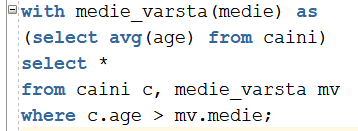 with medie_varsta(medie) as
(select avg(age) from caini)
select *
from caini c, medie_varsta mv
where c.age > mv.medie;